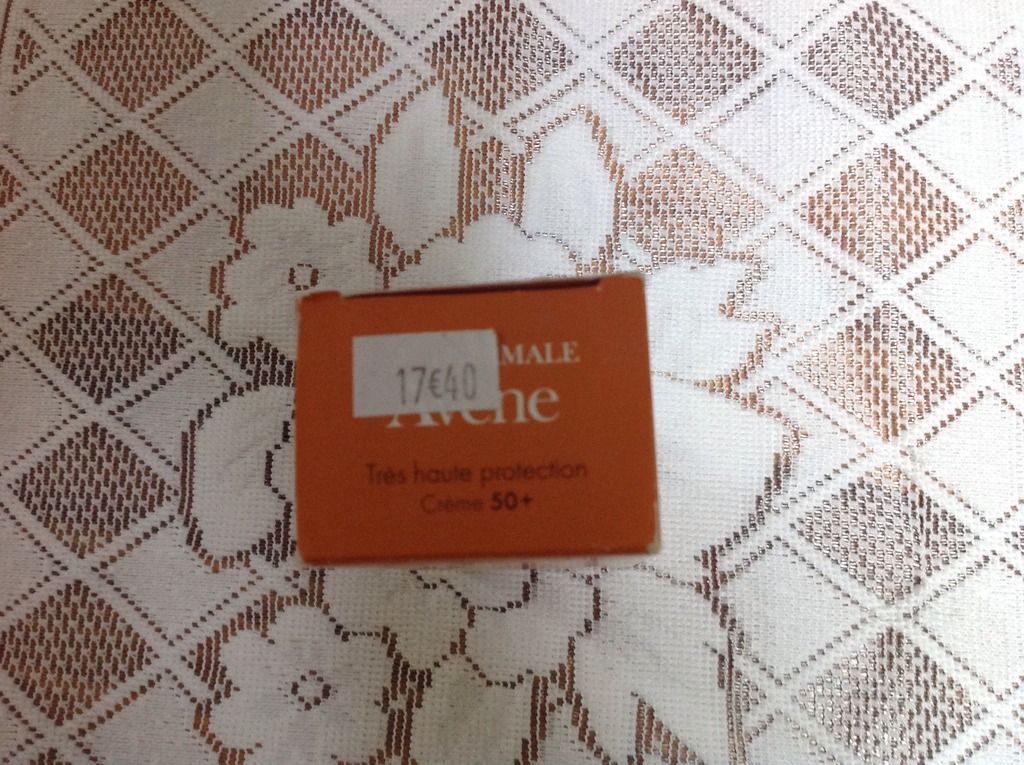 MALE
17€40
Avène
Très haute protection
Crème 50+